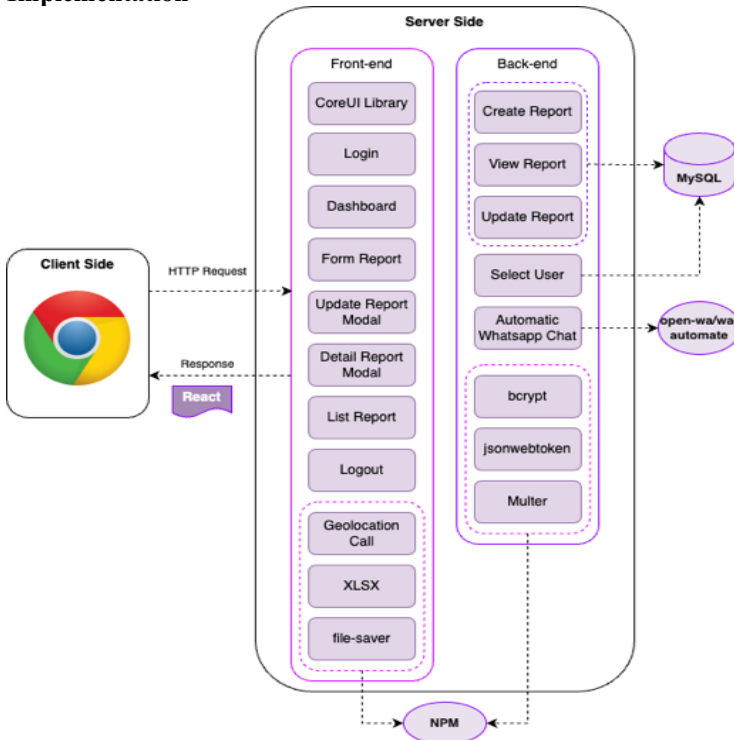 Implementation
Server Side
Front-end
CoreUI Library
Login
Dashboard
Form Report
Update Report
Modal
Detail Report
Modal
List Report
Logout
Geolocation
Call
XLSX
file-saver
Back-end
Create Report
View Report
Update Report
Select User
Automatic
Whatsapp Chat
bcrypt
jsonwebtoken
Multer
Client Side
HTTP Request
Response
React
MySQL
open-wa/wa-
automate
NPM